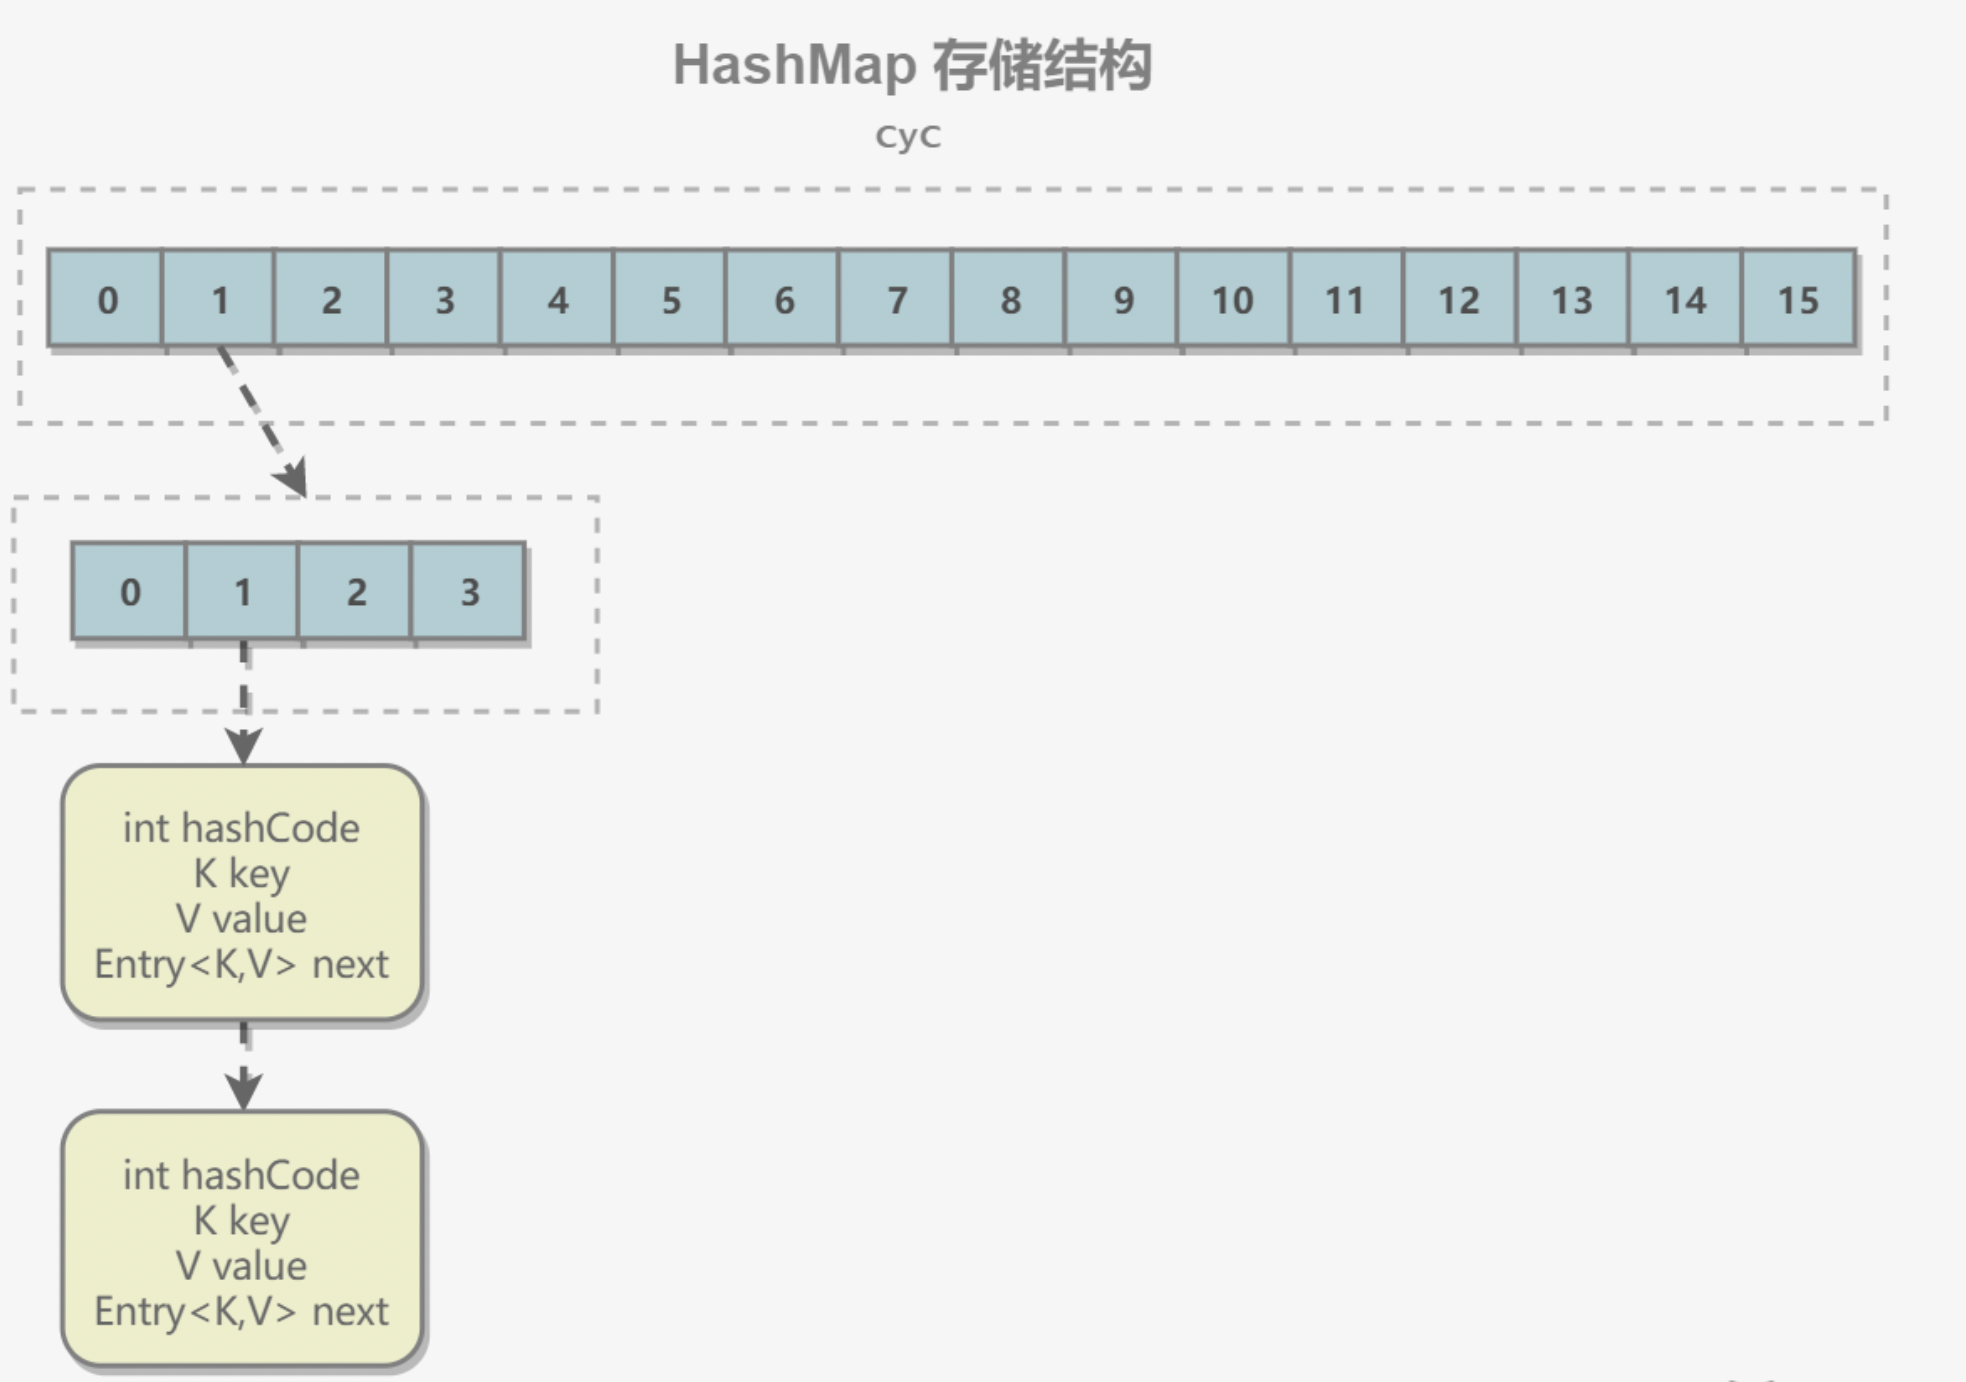 HashMap 存储结构
CyC
0 1 2 3 4 5 6 7 8 9 10 11 12 13 14 15
0 1 2 3
int hashCode
K key
V value
Entry<K,V> next
int hashCode
K key
V value
Entry<K,V> next